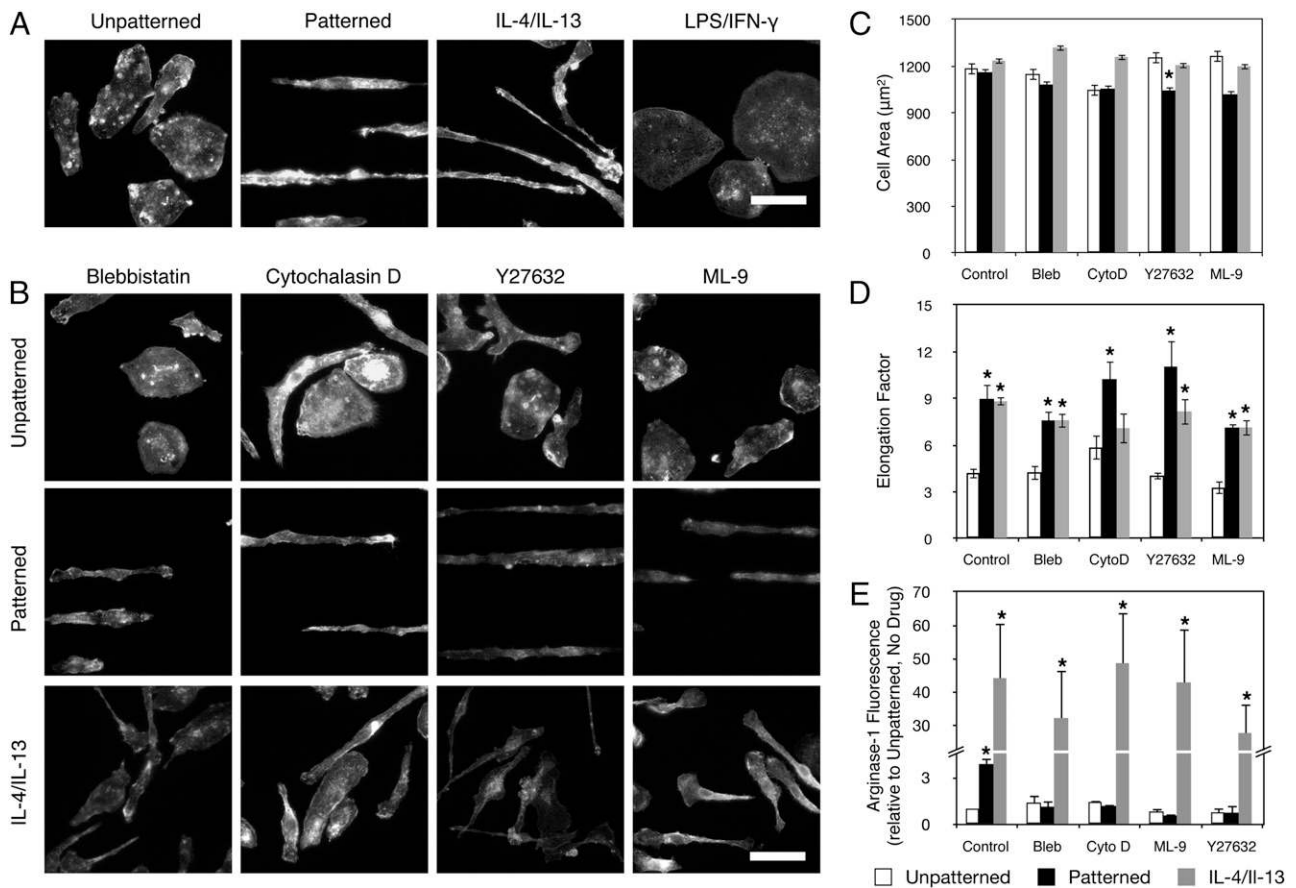 A
Unpatterned
Patterned
IL-4/IL-13
LPS/IFN-γ
B
Blebbistatin
Cytochalasin D
Y27632
ML-9
Unpatterned
Patterned
IL-4/IL-13
C
Cell Area (µm²)
1500
1200
900
600
300
0
*
Control
Bleb
CytoD
Y27632
ML-9
D
Elongation Factor
15
12
9
6
3
0
* *
* *
*
* *
* *
Control
Bleb
CytoD
Y27632
ML-9
E
Arginase-1 Fluorescence
(relative to Unpatterned, No Drug)
70
60
50
40
30
3
0
* *
*
*
*
*
Control
Bleb
Cyto D
ML-9
Y27632
Unpatterned
Patterned
IL-4/Il-13